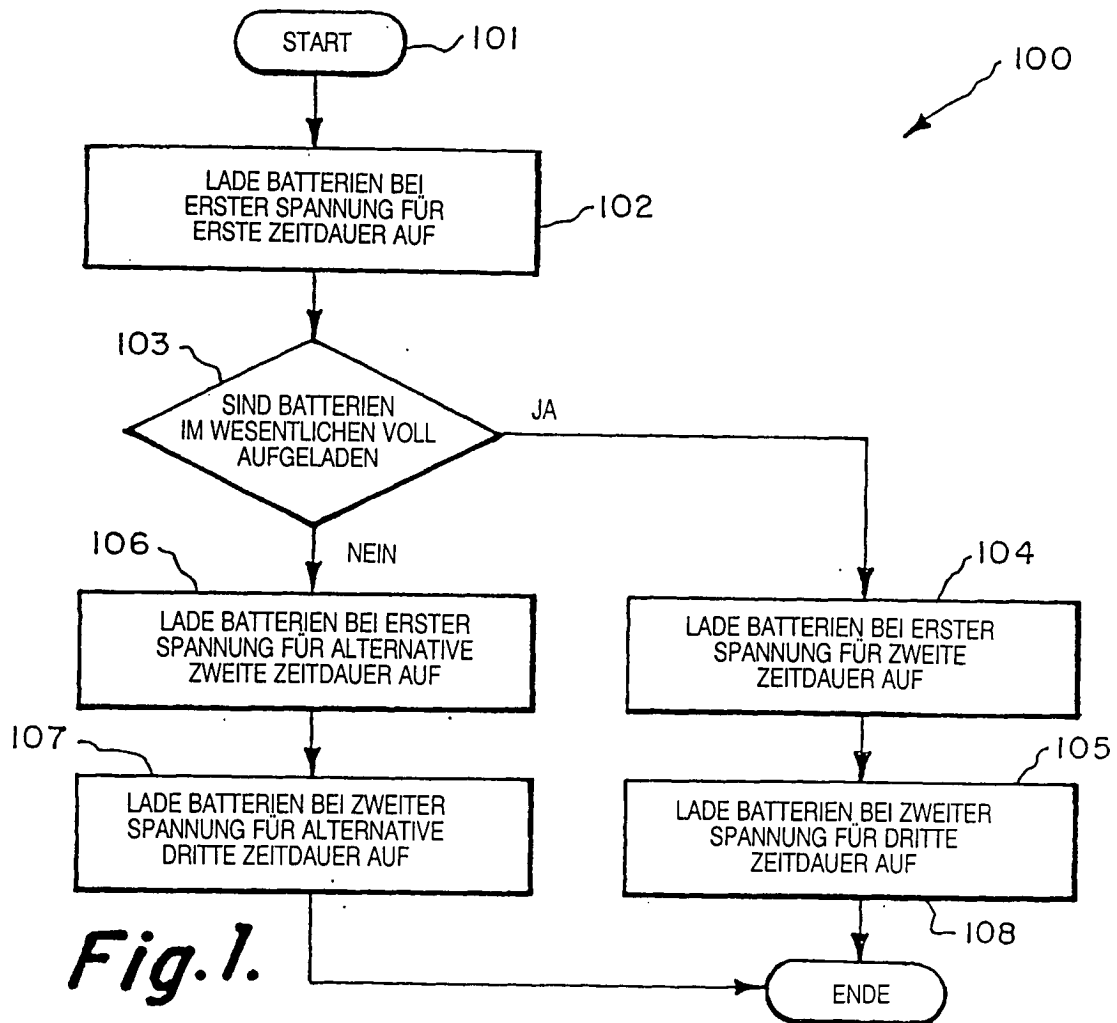 START
101
100
LADE BATTERIEN BEI
ERSTER SPANNUNG FÜR
ERSTE ZEITDAUER AUF
102
103
SIND BATTERIEN
IM WESENTLICHEN VOLL
AUFGELADEN
JA
NEIN
106
LADE BATTERIEN BEI ERSTER
SPANNUNG FÜR ALTERNATIVE
ZWEITE ZEITDAUER AUF
104
LADE BATTERIEN BEI ERSTER
SPANNUNG FÜR ZWEITE
ZEITDAUER AUF
107
LADE BATTERIEN BEI ZWEITER
SPANNUNG FÜR ALTERNATIVE
DRITTE ZEITDAUER AUF
105
LADE BATTERIEN BEI ZWEITER
SPANNUNG FÜR DRITTE
ZEITDAUER AUF
108
ENDE
Fig.1.